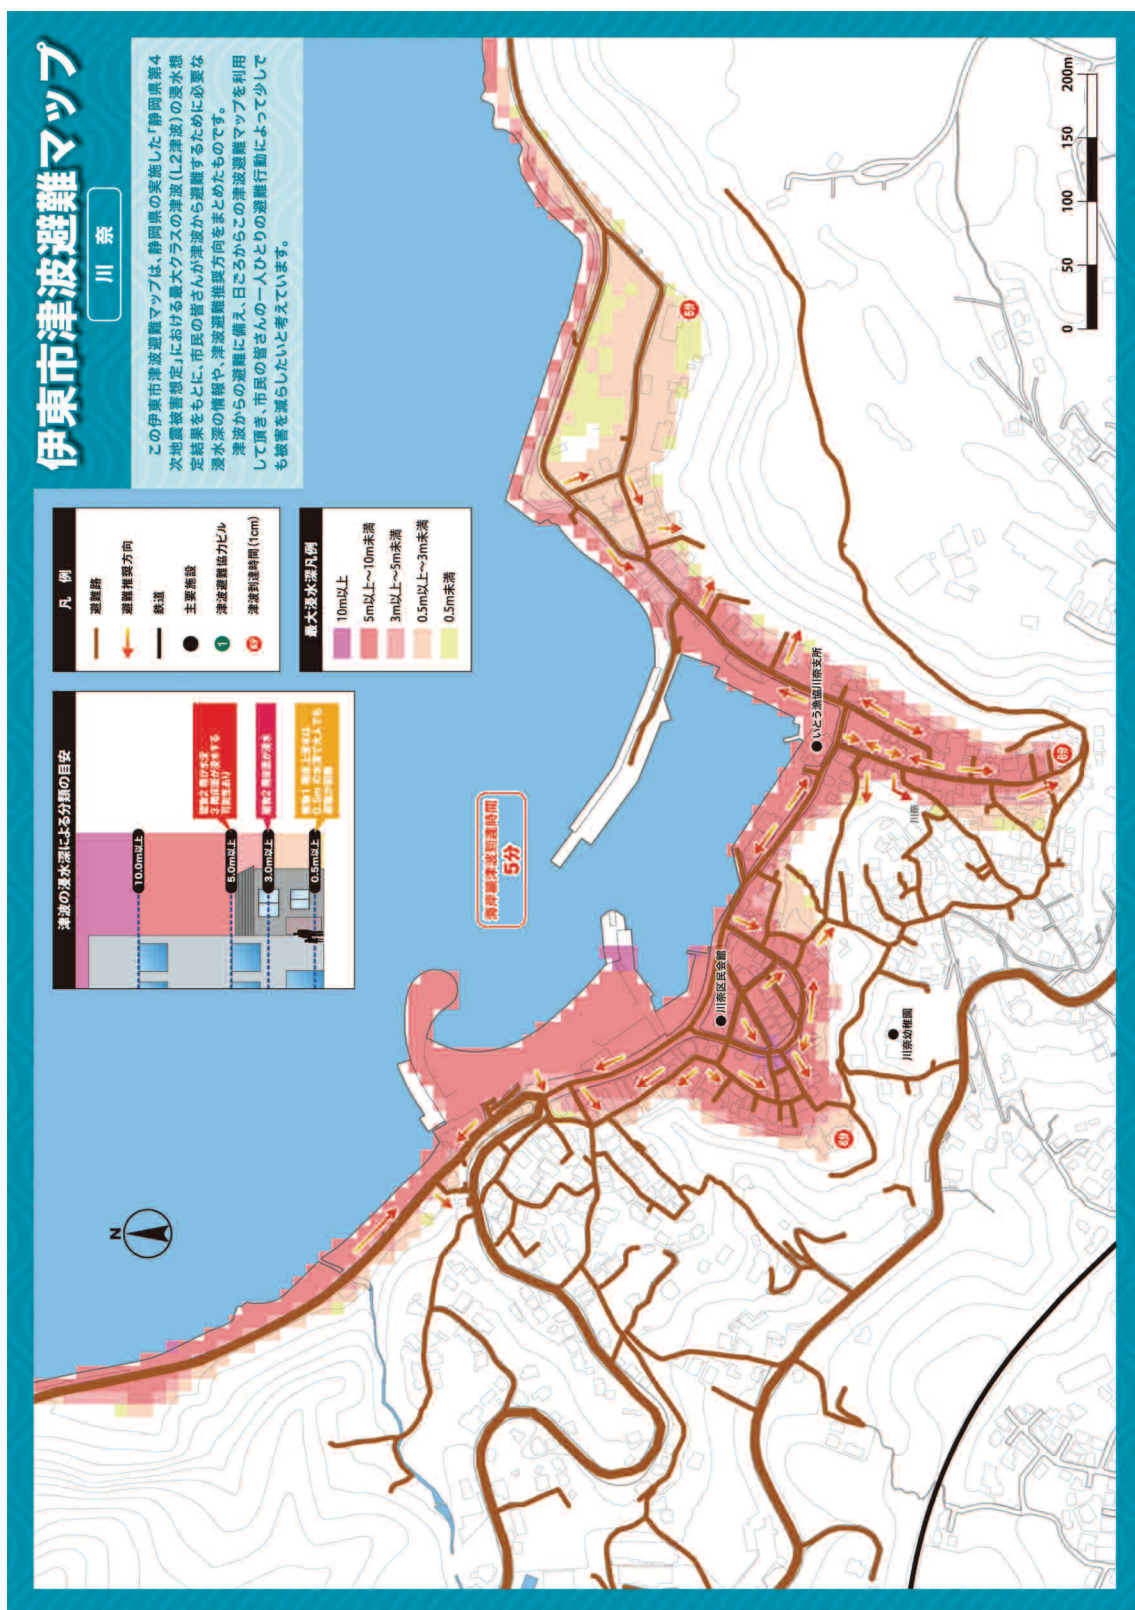 伊東市津波避難マップ
川奈
この伊東市津波避難マップは、静岡県の実施した「静岡県第4
次地震被害想定」における最大クラスの津波(L2津波)の浸水想
定結果をもとに、市民の皆さんが津波から避難するために必要な
浸水深の情報や、津波避難推奨方向をまとめたものです。
津波からの避難に備え、日ごろからこの津波避難マップを利用
して頂き、市民の皆さんの一人ひとりの避難行動によって少しで
も被害を減らしたいと考えています。
凡 例
避難路
避難推奨方向
鉄道
主要施設
1
津波避難協力ビル
津波到達時間(1cm)
最大浸水深凡例
10m以上
5m以上～10m未満
3m以上～5m未満
0.5m以上～3m未満
0.5m未満
津波の浸水深による分類の目安
10.0m以上
5.0m以上
3.0m以上
0.5m以上
海岸線津波到達時間
5分
N
いとう漁協川奈支所
川奈
川奈区民会館
川奈幼稚園
6分
6分
6分
0
50
100
150
200m